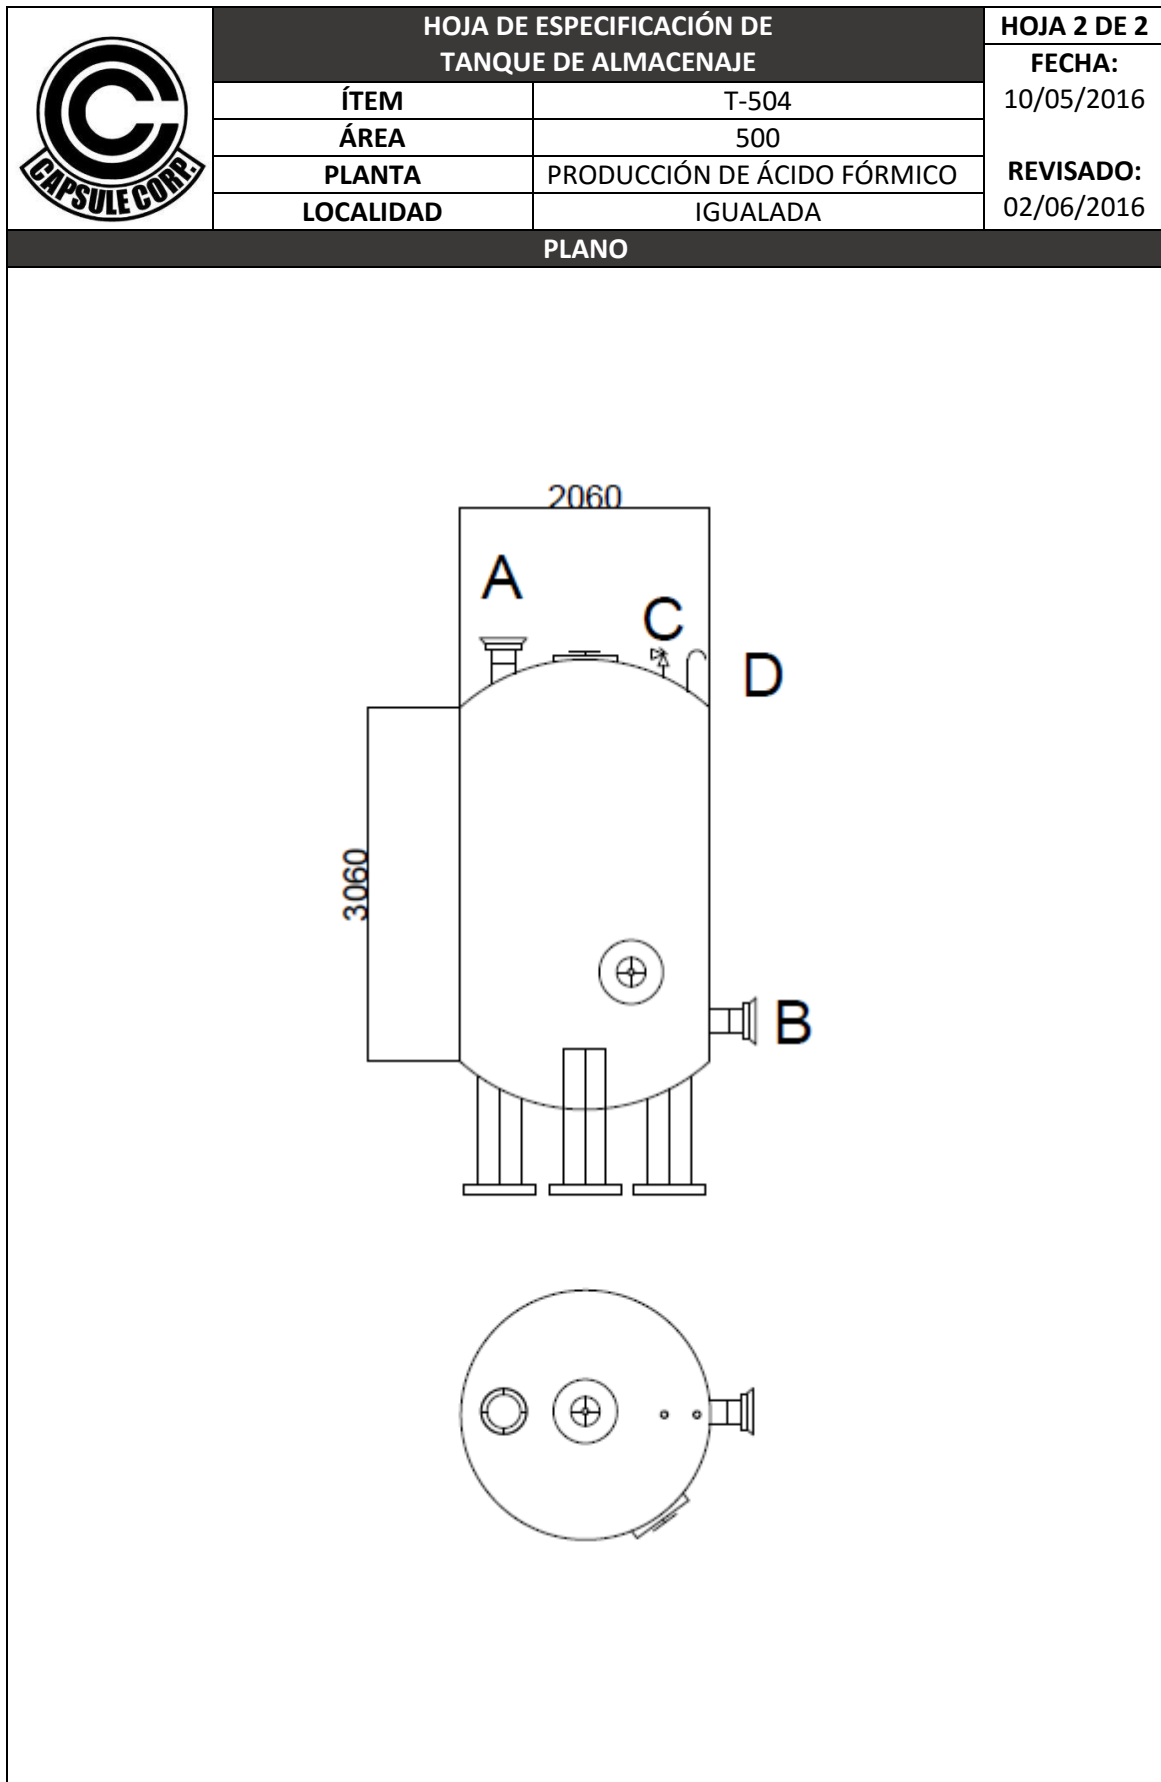 CAPSULE CORP.
HOJA DE ESPECIFICACIÓN DE
TANQUE DE ALMACENAJE
HOJA 2 DE 2
FECHA:
10/05/2016
ÍTEM T-504
ÁREA 500
PLANTA PRODUCCIÓN DE ÁCIDO FÓRMICO
REVISADO:
LOCALIDAD IGUALADA
02/06/2016
PLANO
2060
A
C
D
3060
B